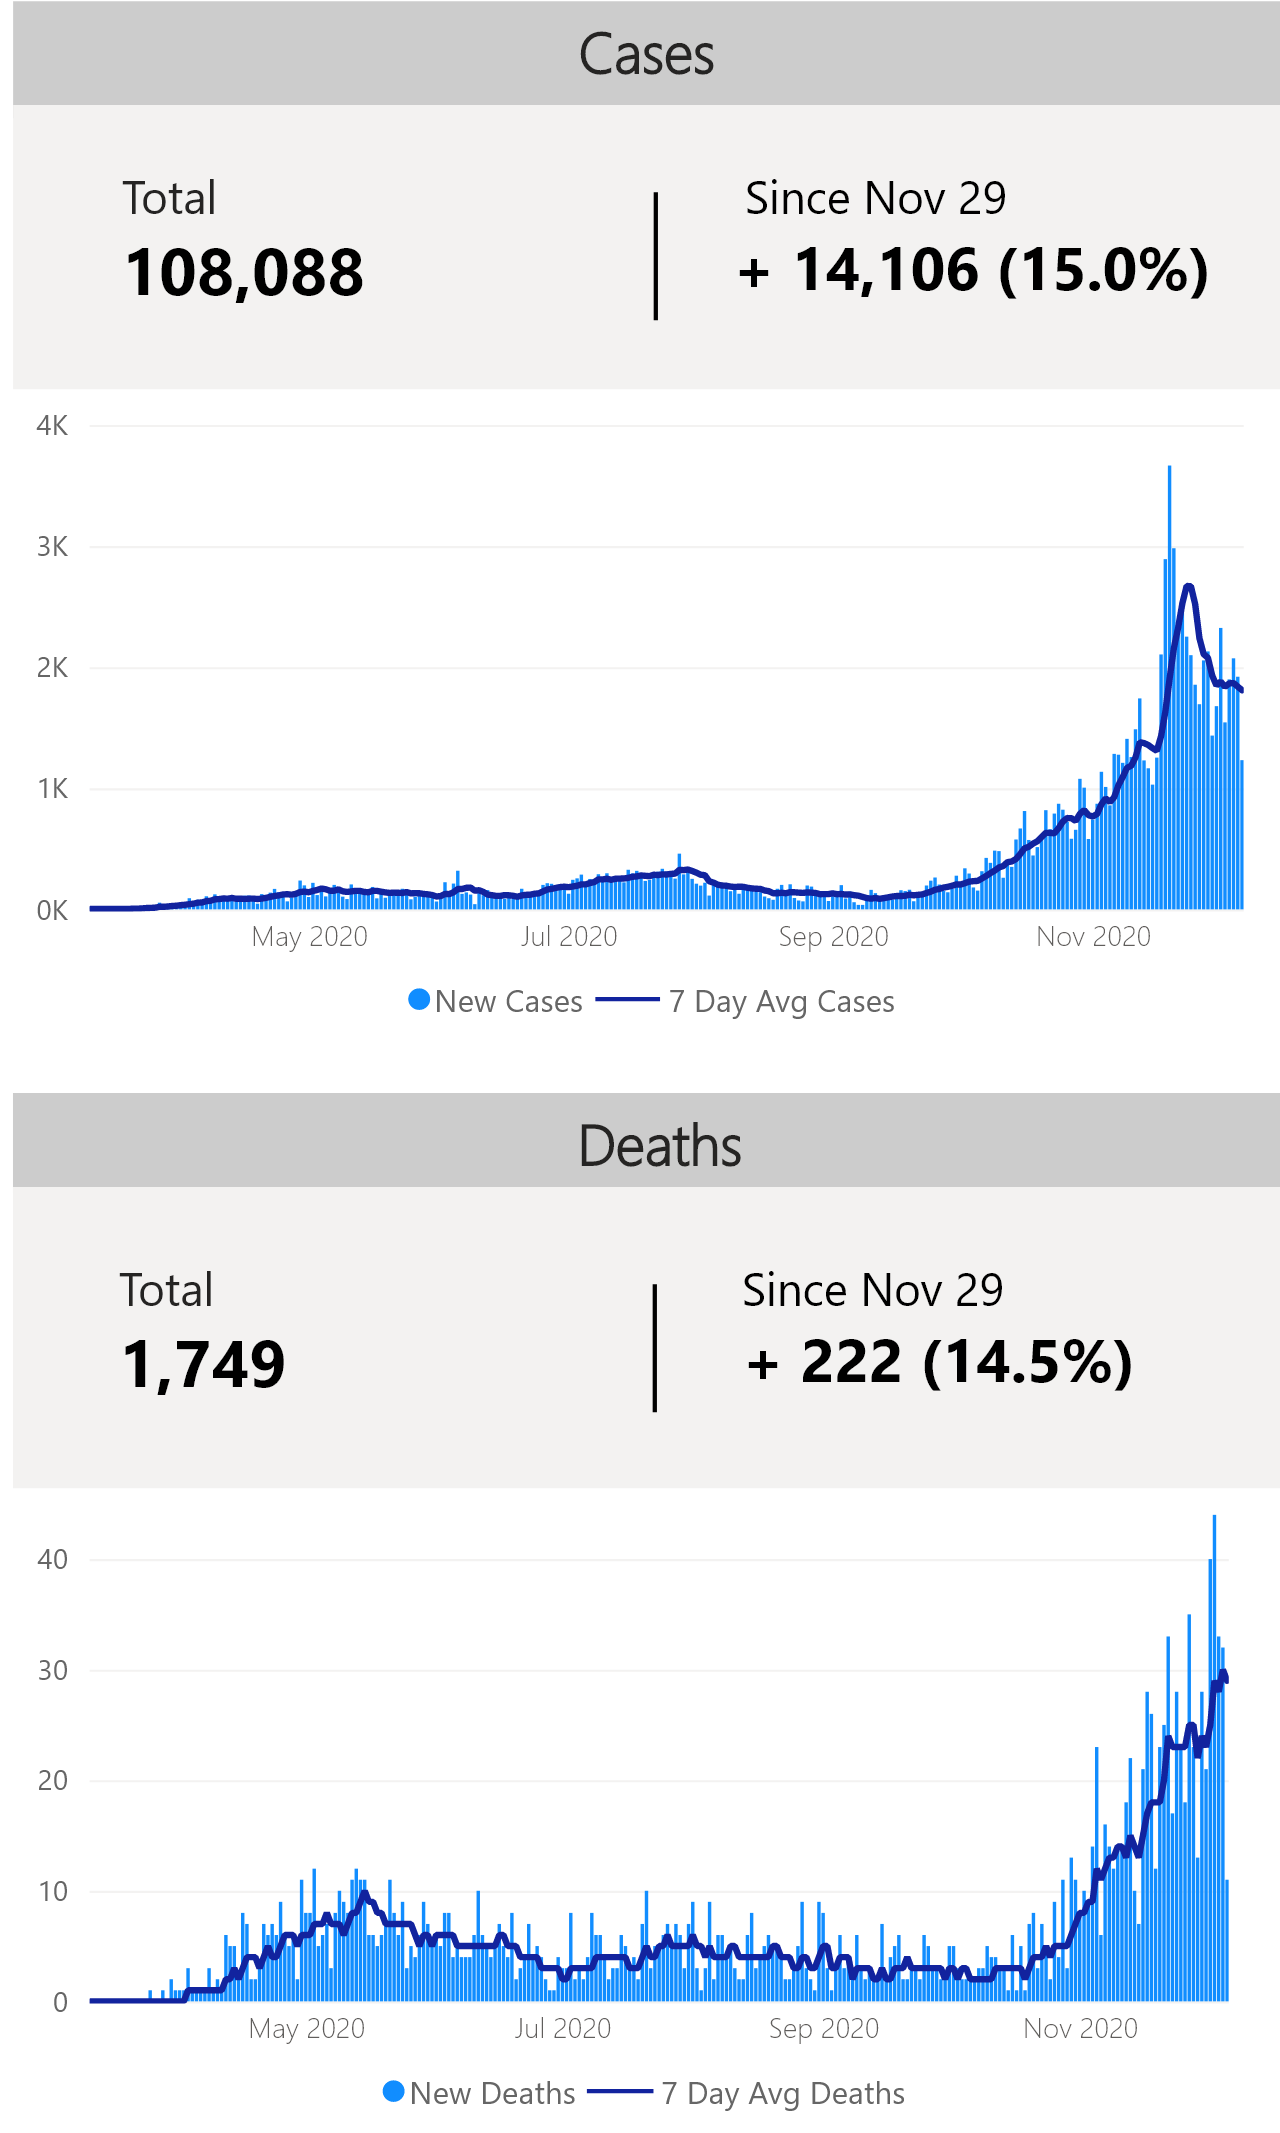 Cases
Total
108,088
Since Nov 29
+ 14,106 (15.0%)
4K
3K
2K
1K
0K
May 2020 Jul 2020 Sep 2020 Nov 2020
New Cases 7 Day Avg Cases
Deaths
Total
1,749
Since Nov 29
+ 222 (14.5%)
40
30
20
10
0
May 2020 Jul 2020 Sep 2020 Nov 2020
New Deaths 7 Day Avg Deaths